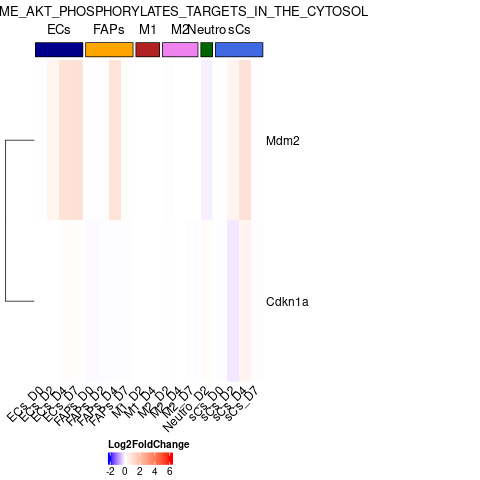 ME_AKT_PHOSPHORYLATES_TARGETS_IN_THE_CYTOSOL
ECs FAPs M1 M2 Neutro sCs
Mdm2
Cdkn1a
ECs_D0 ECs_D2 ECs_D4 ECs_D7 FAPs_D0 FAPs_D2 FAPs_D4 FAPs_D7 M1_D2 M1_D4 M2_D2 M2_D4 M2_D7 Neutro_D2 sCs_D0 sCs_D2 sCs_D4 sCs_D7
Log2FoldChange
-2 0 2 4 6